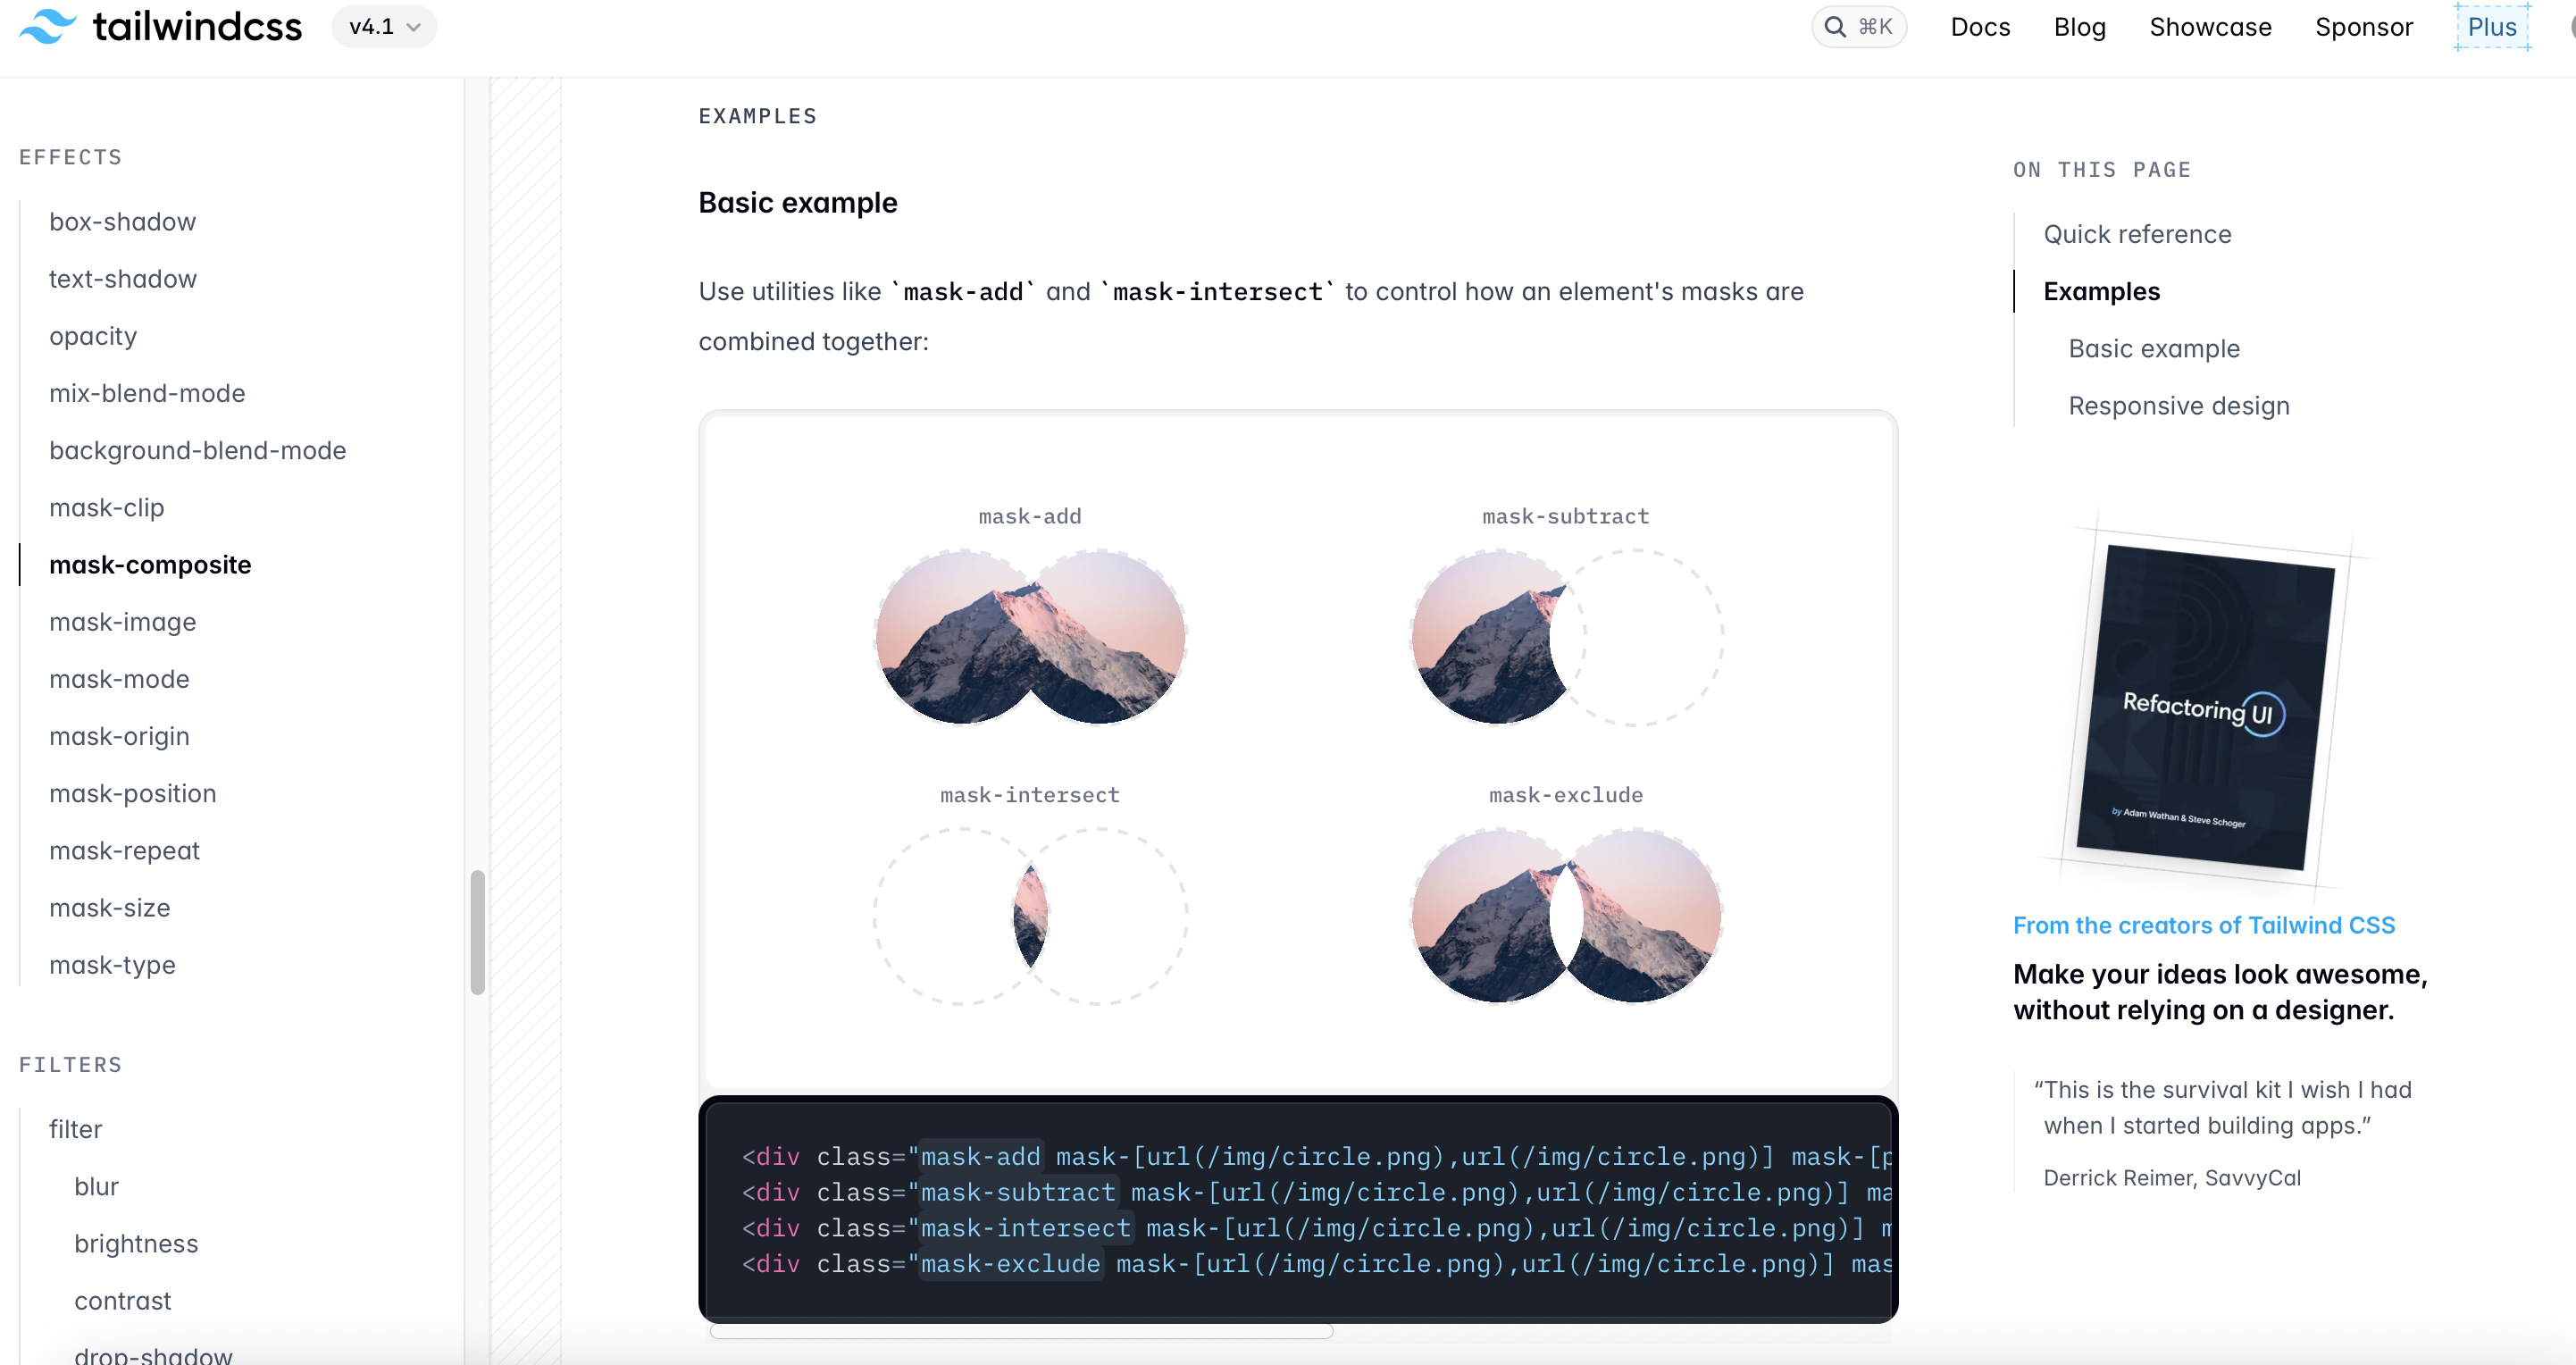 tailwindcss
v4.1
⌘K
Docs
Blog
Showcase
Sponsor
Plus
EFFECTS
box-shadow
text-shadow
opacity
mix-blend-mode
background-blend-mode
mask-clip
mask-composite
mask-image
mask-mode
mask-origin
mask-position
mask-repeat
mask-size
mask-type
FILTERS
filter
blur
brightness
contrast
drop-shadow
EXAMPLES
Basic example
Use utilities like `mask-add` and `mask-intersect` to control how an element's masks are
combined together:
mask-add
mask-subtract
mask-intersect
mask-exclude
<div class="mask-add mask-[url(/img/circle.png),url(/img/circle.png)] mask-[p
<div class="mask-subtract mask-[url(/img/circle.png),url(/img/circle.png)] ma
<div class="mask-intersect mask-[url(/img/circle.png),url(/img/circle.png)] m
<div class="mask-exclude mask-[url(/img/circle.png),url(/img/circle.png)] mas
ON THIS PAGE
Quick reference
Examples
Basic example
Responsive design
Refactoring UI
by Adam Wathan & Steve Schoger
From the creators of Tailwind CSS
Make your ideas look awesome,
without relying on a designer.
“This is the survival kit I wish I had
when I started building apps.”
Derrick Reimer, SavvyCal